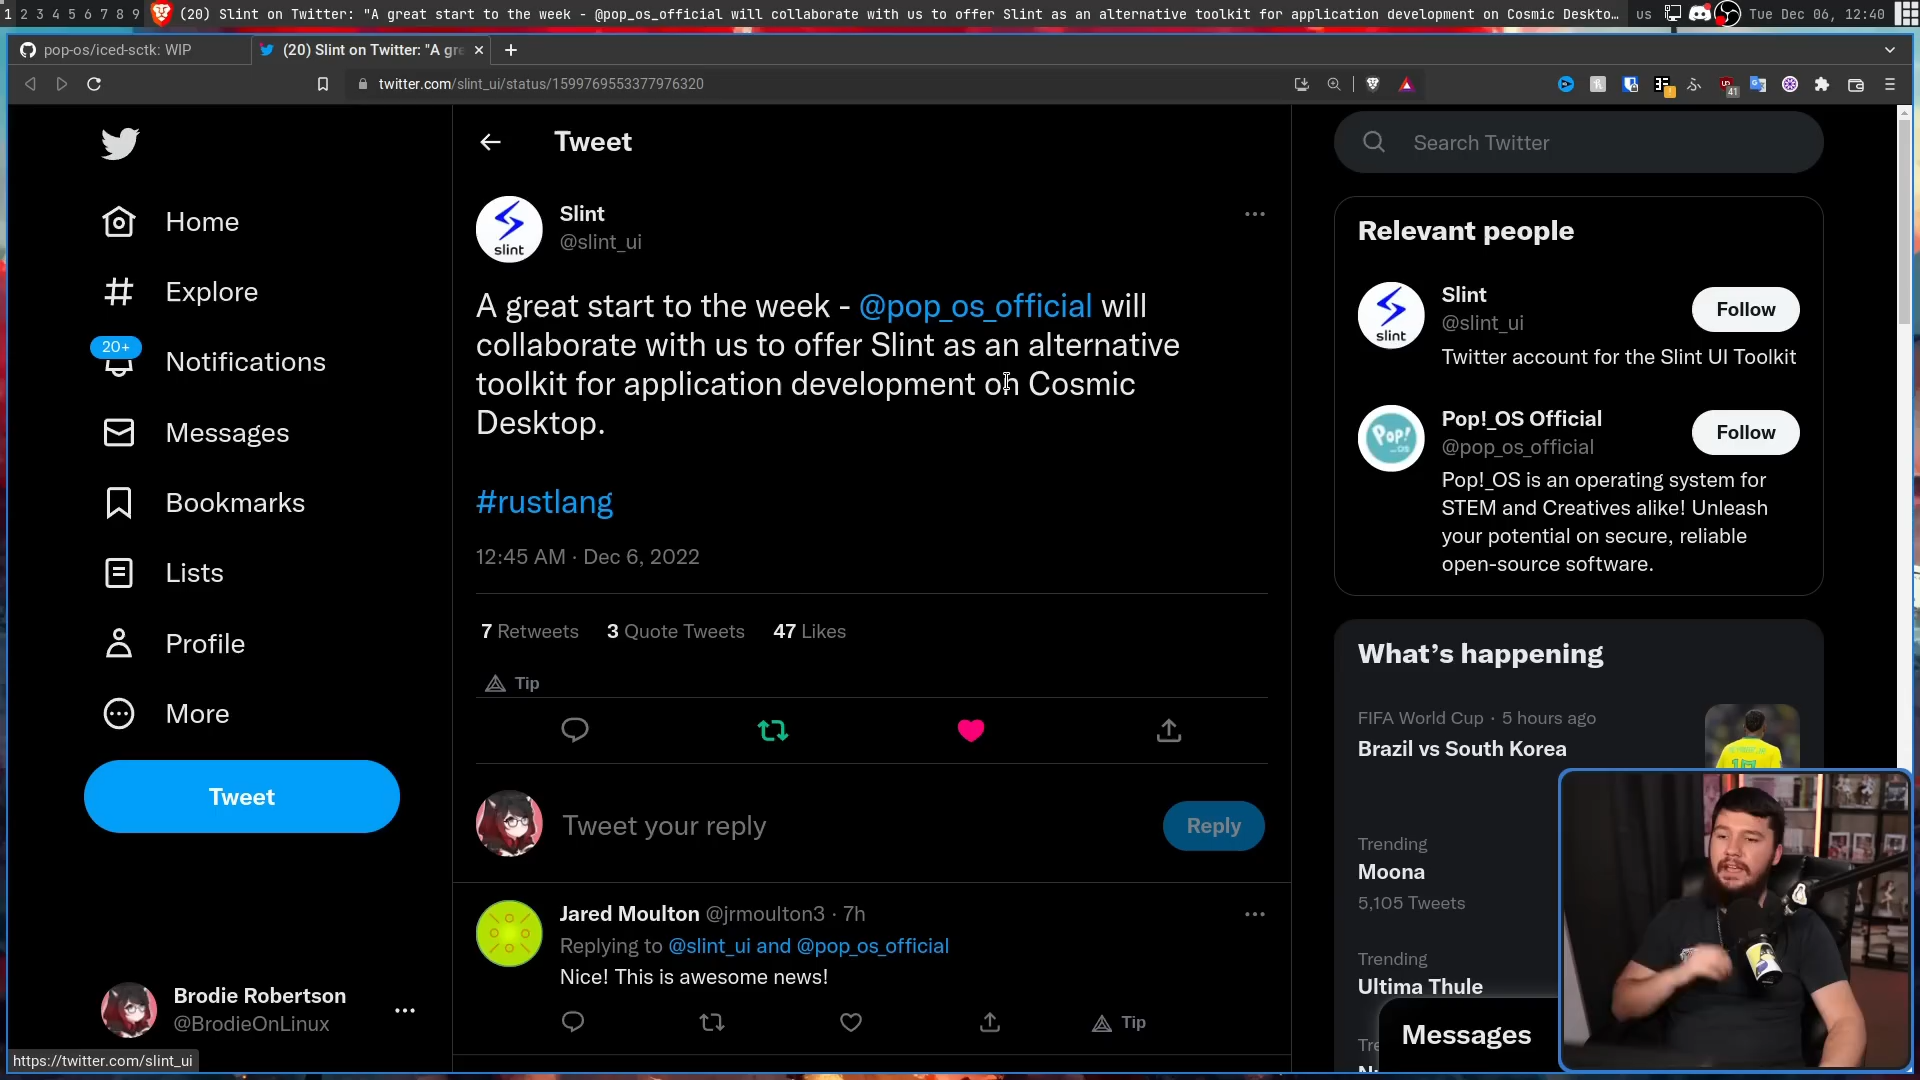 1 2 3 4 5 6 7 8 9 (20) Slint on Twitter: "A great start to the week - @pop_os_official will collaborate with us to offer Slint as an alternative toolkit for application development on Cosmic Deskto… us Tue Dec 06, 12:40
pop-os/iced-sctk: WIP
(20) Slint on Twitter: "A gre
twitter.com/slint_ui/status/1599769553377976320
41
Home
Explore
20+
Notifications
Messages
Bookmarks
Lists
Profile
More
Tweet
Brodie Robertson
@BrodieOnLinux
https://twitter.com/slint_ui
Tweet
slint
Slint
@slint_ui
A great start to the week - @pop_os_official will
collaborate with us to offer Slint as an alternative
toolkit for application development on Cosmic
Desktop.
#rustlang
12:45 AM · Dec 6, 2022
7 Retweets 3 Quote Tweets 47 Likes
Tip
Tweet your reply
Reply
Jared Moulton @jrmoulton3 · 7h
Replying to @slint_ui and @pop_os_official
Nice! This is awesome news!
Tip
Search Twitter
Relevant people
slint
Slint
@slint_ui
Follow
Twitter account for the Slint UI Toolkit
Pop!
Pop!_OS Official
@pop_os_official
Follow
Pop!_OS is an operating system for
STEM and Creatives alike! Unleash
your potential on secure, reliable
open-source software.
What's happening
FIFA World Cup · 5 hours ago
Brazil vs South Korea
Trending
Moona
5,105 Tweets
Trending
Ultima Thule
Messages